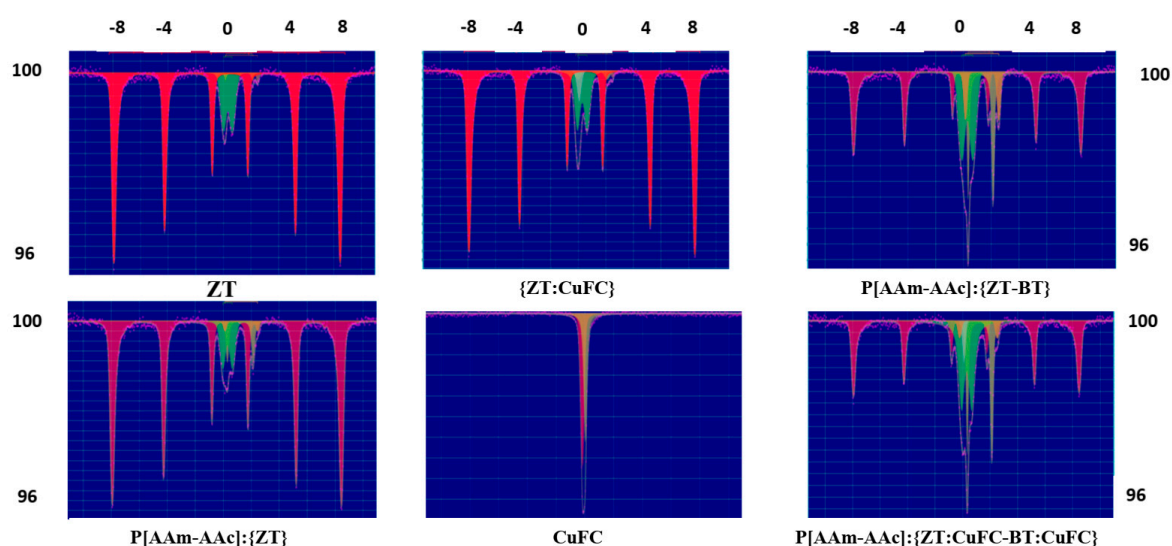 -8 -4 0 4 8
-8 -4 0 4 8
-8 -4 0 4 8
100
100
96
96
ZT
{ZT:CuFC}
P[AAm-AAc]:{ZT-BT}
100
100
96
96
P[AAm-AAc]:{ZT}
CuFC
P[AAm-AAc]:{ZT:CuFC-BT:CuFC}